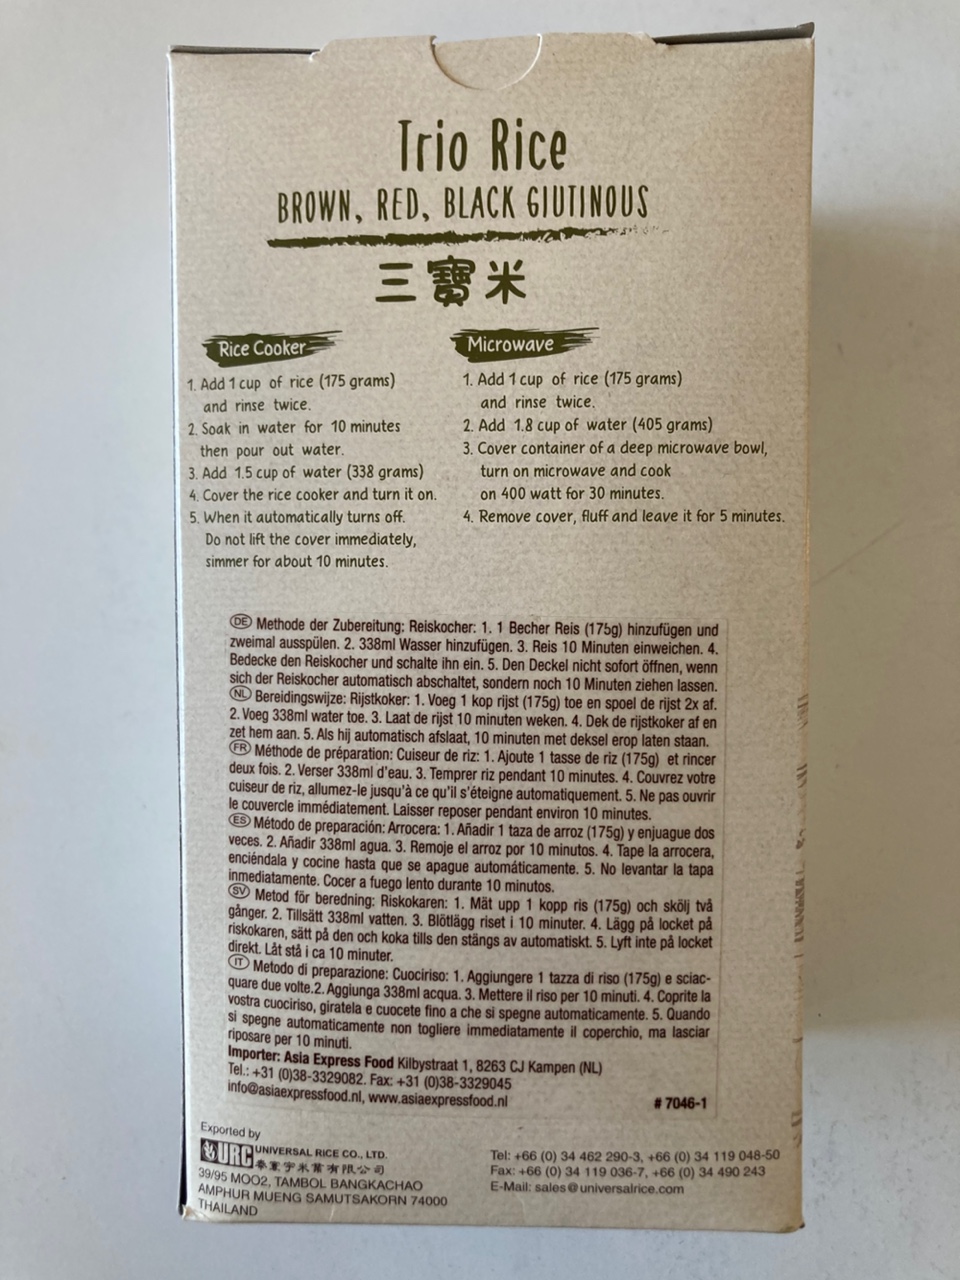 Trio Rice
BROWN, RED, BLACK GIUTINOUS
三寶米
Rice Cooker
1. Add 1 cup of rice (175 grams)
and rinse twice.
2. Soak in water for 10 minutes
then pour out water.
3. Add 1.5 cup of water (338 grams)
4. Cover the rice cooker and turn it on.
5. When it automatically turns off.
Do not lift the cover immediately,
simmer for about 10 minutes.
Microwave
1. Add 1 cup of rice (175 grams)
and rinse twice.
2. Add 1.8 cup of water (405 grams)
3. Cover container of a deep microwave bowl,
turn on microwave and cook
on 400 watt for 30 minutes.
4. Remove cover, fluff and leave it for 5 minutes.
DE Methode der Zubereitung: Reiskocher: 1. 1 Becher Reis (175g) hinzufügen und
zweimal ausspülen. 2. 338ml Wasser hinzufügen. 3. Reis 10 Minuten einweichen. 4.
Bedecke den Reiskocher und schalte ihn ein. 5. Den Deckel nicht sofort öffnen, wenn
sich der Reiskocher automatisch abschaltet, sondern noch 10 Minuten ziehen lassen.
NL Bereidingswijze: Rijstkoker: 1. Voeg 1 kop rijst (175g) toe en spoel de rijst 2x af.
2. Voeg 338ml water toe. 3. Laat de rijst 10 minuten weken. 4. Dek de rijstkoker af en
zet hem aan. 5. Als hij automatisch afslaat, 10 minuten met deksel erop laten staan.
FR Méthode de préparation: Cuiseur de riz: 1. Ajoute 1 tasse de riz (175g) et rincer
deux fois. 2. Verser 338ml d'eau. 3. Temprer riz pendant 10 minutes. 4. Couvrez votre
cuiseur de riz, allumez-le jusqu'à ce qu'il s'éteigne automatiquement. 5. Ne pas ouvrir
le couvercle immédiatement. Laisser reposer pendant environ 10 minutes.
ES Método de preparación: Arrocera: 1. Añadir 1 taza de arroz (175g) y enjuague dos
veces. 2. Añadir 338ml agua. 3. Remoje el arroz por 10 minutos. 4. Tape la arrocera,
enciéndala y cocine hasta que se apague automáticamente. 5. No levantar la tapa
inmediatamente. Cocer a fuego lento durante 10 minutos.
SV Metod för beredning: Riskokaren: 1. Mät upp 1 kopp ris (175g) och skölj två
gånger. 2. Tillsätt 338ml vatten. 3. Blötlägg riset i 10 minuter. 4. Lägg på locket på
riskokaren, sätt på den och koka tills den stängs av automatiskt. 5. Lyft inte på locket
direkt. Låt stå i ca 10 minuter.
IT Metodo di preparazione: Cuociriso: 1. Aggiungere 1 tazza di riso (175g) e sciac-
quare due volte.2. Aggiunga 338ml acqua. 3. Mettere il riso per 10 minuti. 4. Coprite la
vostra cuociriso, giratela e cuocete fino a che si spegne automaticamente. 5. Quando
si spegne automaticamente non togliere immediatamente il coperchio, ma lasciar
riposare per 10 minuti.
Importer: Asia Express Food Kilbystraat 1, 8263 CJ Kampen (NL)
Tel.: +31 (0)38-3329082. Fax: +31 (0)38-3329045
info@asiaexpressfood.nl, www.asiaexpressfood.nl
# 7046-1
Exported by
URC UNIVERSAL RICE CO., LTD.
泰寰宇米業有限公司
39/95 MOO2, TAMBOL BANGKACHAO
AMPHUR MUENG SAMUTSAKORN 74000
THAILAND
Tel: +66 (0) 34 462 290-3, +66 (0) 34 119 048-50
Fax: +66 (0) 34 119 036-7, +66 (0) 34 490 243
E-Mail: sales@universalrice.com